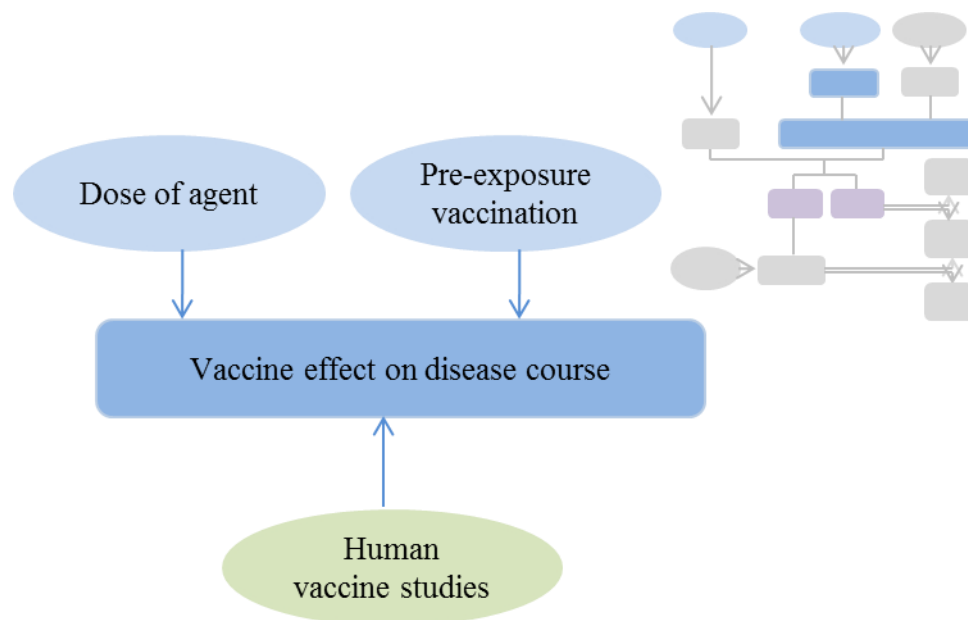 Dose of agent
Pre-exposure
vaccination
Vaccine effect on disease course
Human
vaccine studies